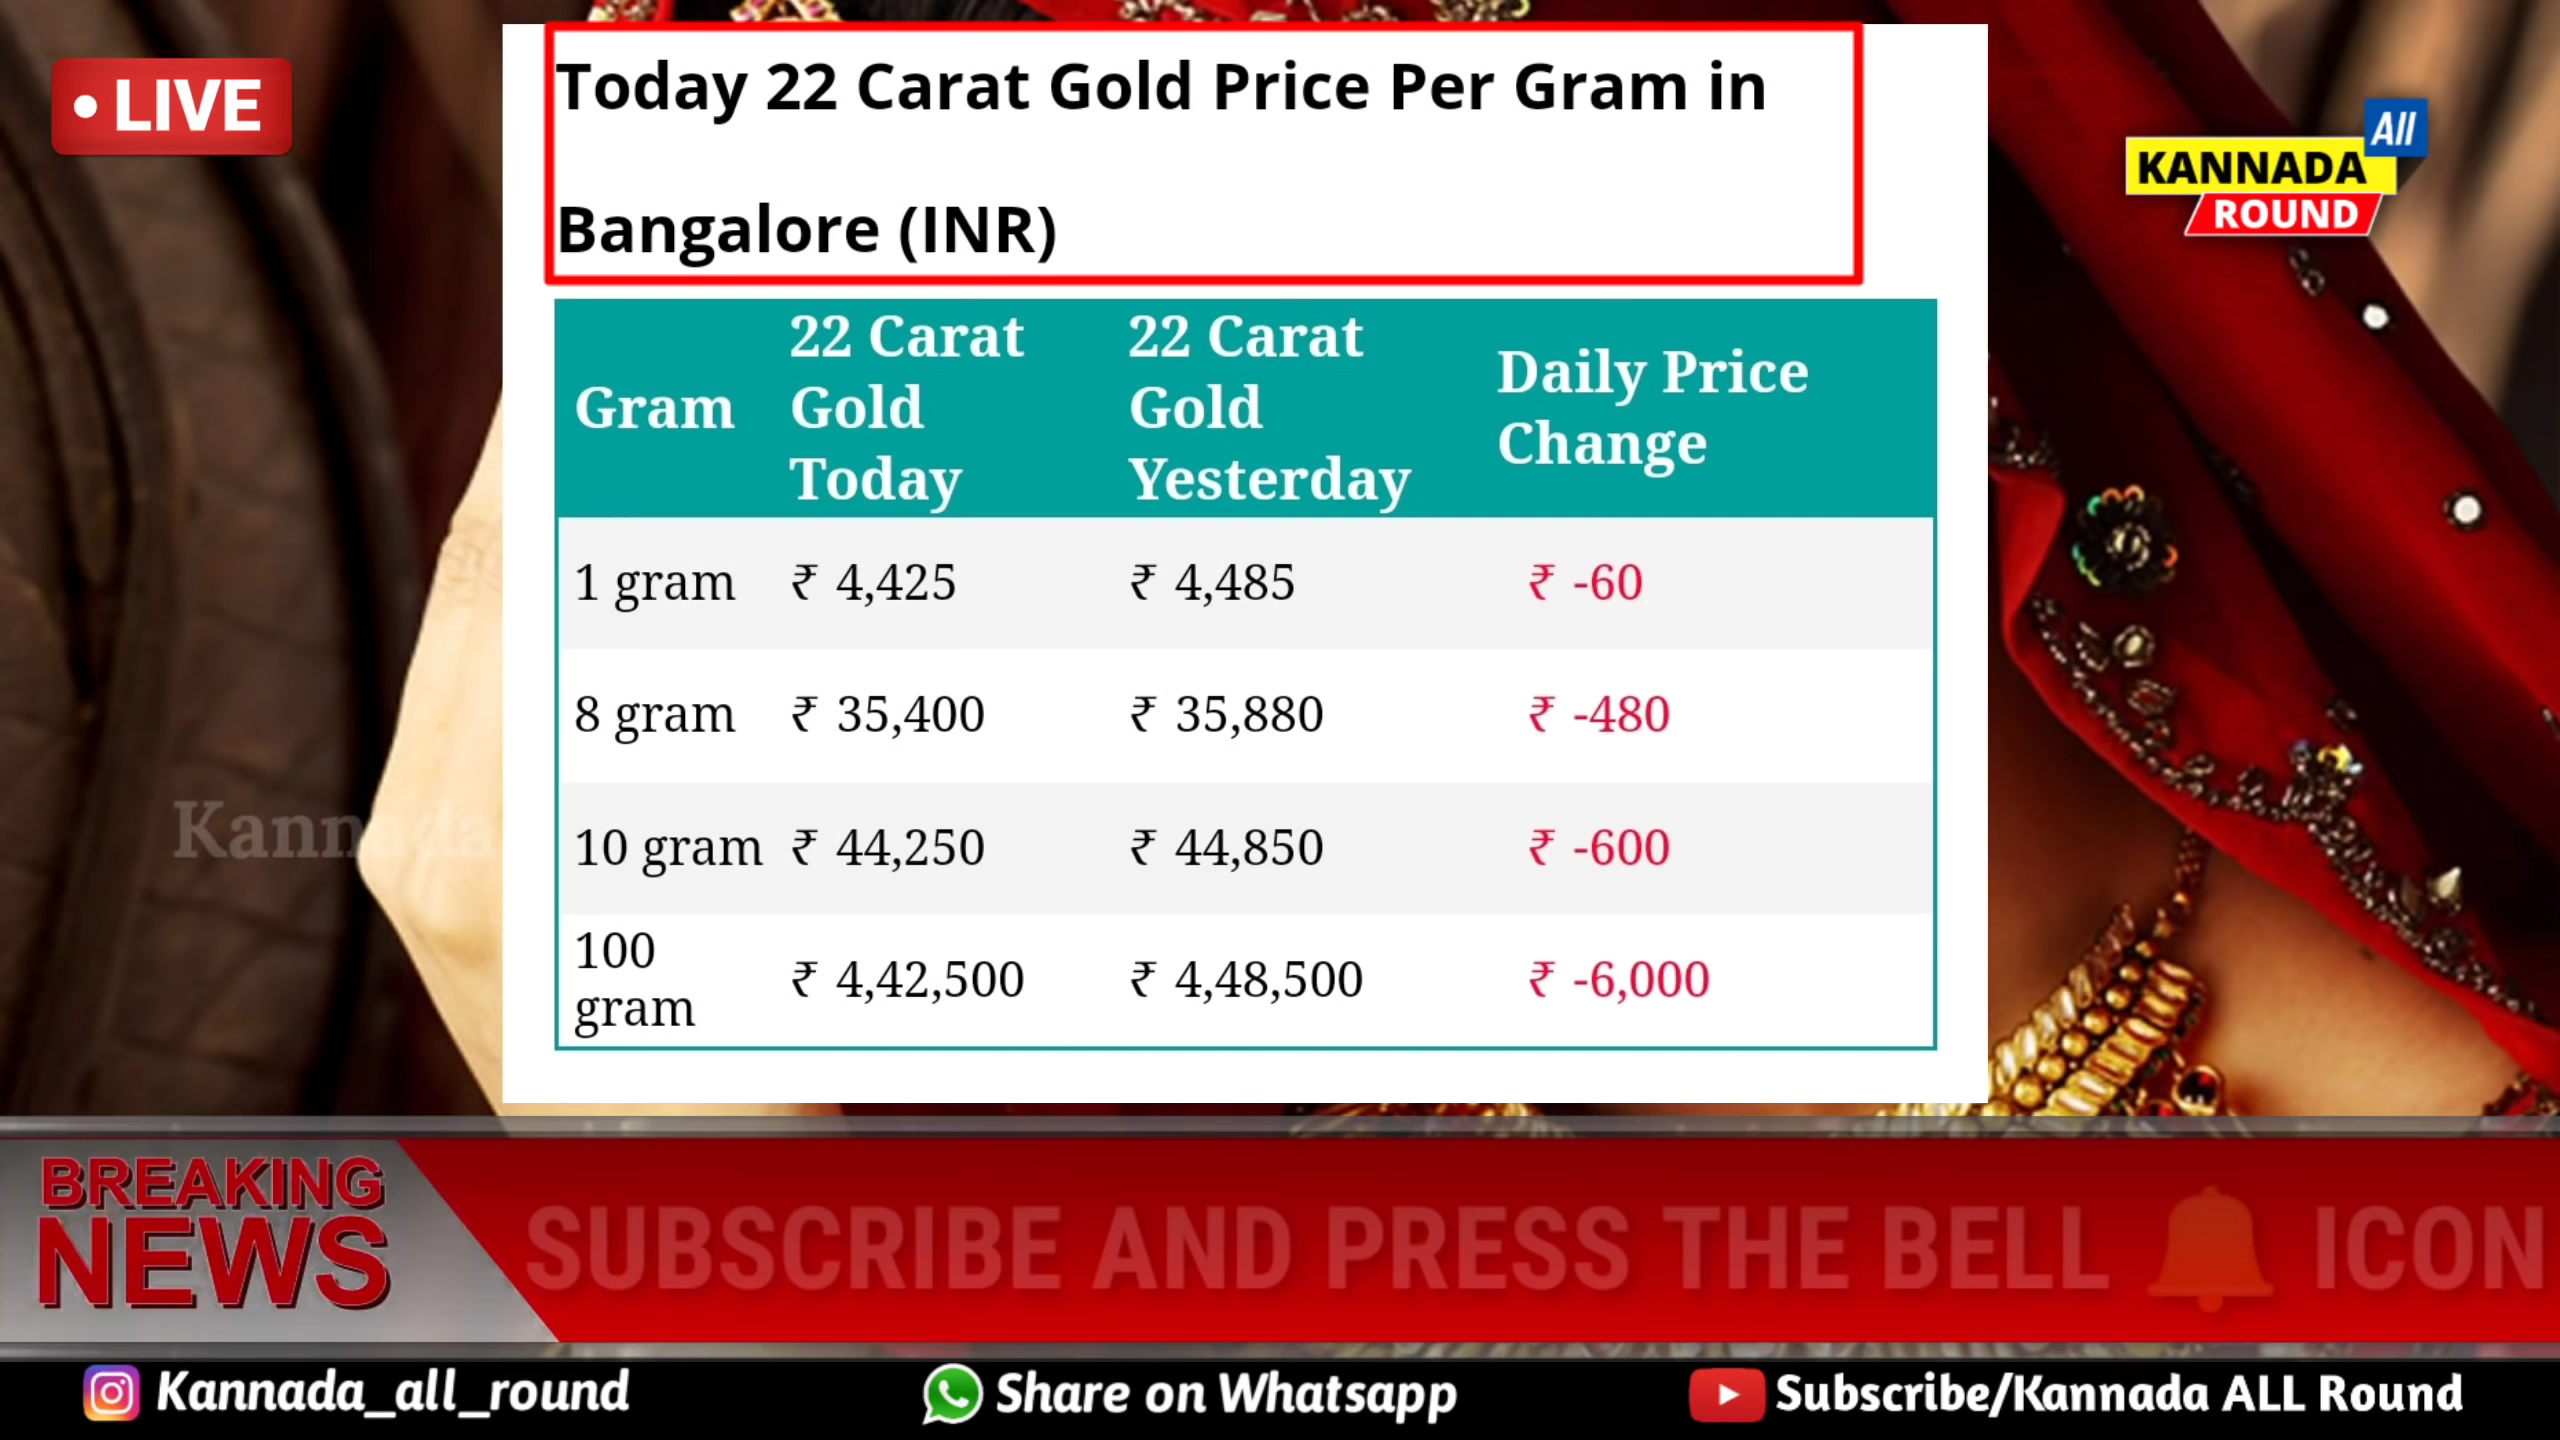 • LIVE
Today 22 Carat Gold Price Per Gram in
Bangalore (INR)
All
KANNADA
ROUND
Gram
22 Carat
Gold
Today
22 Carat
Gold
Yesterday
Daily Price
Change
1 gram ₹ 4,425 ₹ 4,485 ₹ -60
8 gram ₹ 35,400 ₹ 35,880 ₹ -480
10 gram ₹ 44,250 ₹ 44,850 ₹ -600
100
gram
₹ 4,42,500 ₹ 4,48,500 ₹ -6,000
Kannada
BREAKING
NEWS
SUBSCRIBE AND PRESS THE BELL 🔔 ICON
Kannada_all_round
Share on Whatsapp
Subscribe/Kannada ALL Round